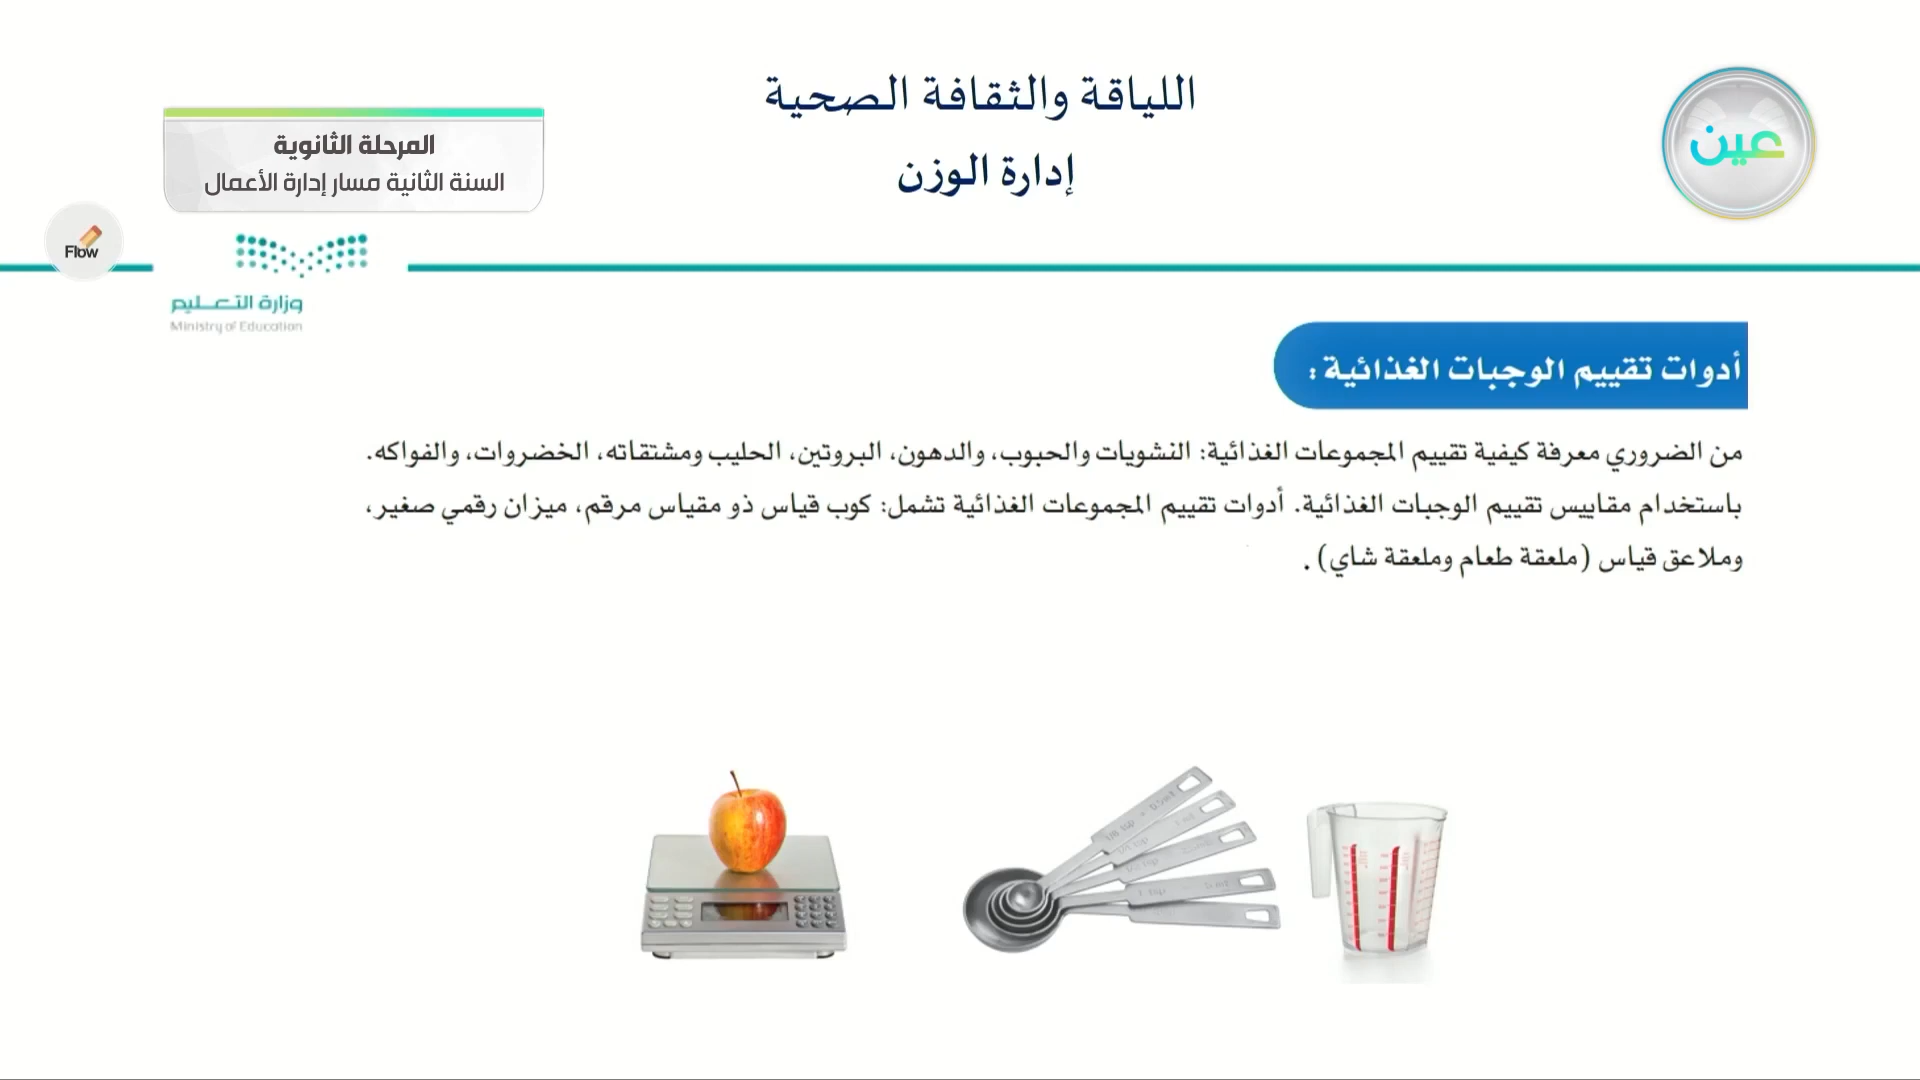 اللياقة والثقافة الصحية
إدارة الوزن
عين
المرحلة الثانوية
السنة الثانية مسار إدارة الأعمال
Flow
وزارة التعليم
Ministry of Education
أدوات تقييم الوجبات الغذائية :
من الضروري معرفة كيفية تقييم المجموعات الغذائية: النشويات والحبوب، والدهون، البروتين، الحليب ومشتقاته، الخضروات، والفواكه.
باستخدام مقاييس تقييم الوجبات الغذائية. أدوات تقييم المجموعات الغذائية تشمل: كوب قياس ذو مقياس مرقم، ميزان رقمي صغير،
وملاعق قياس (ملعقة طعام وملعقة شاي) .